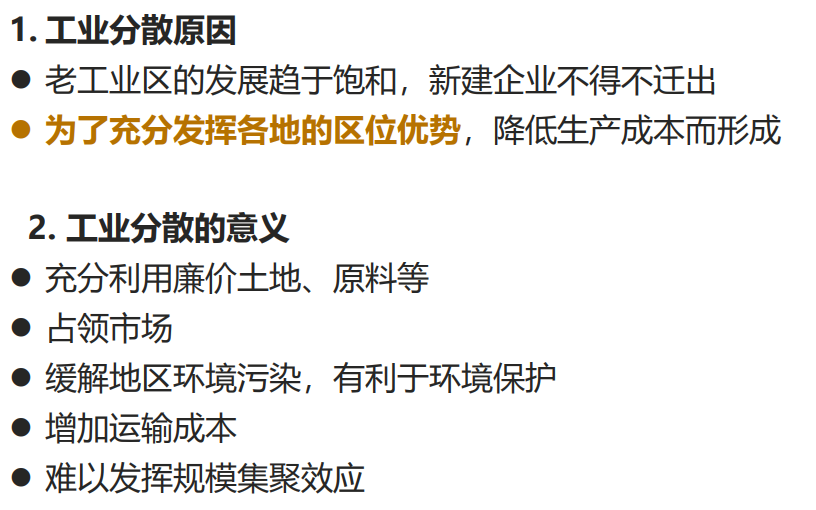 1. 工业分散原因
● 老工业区的发展趋于饱和，新建企业不得不迁出
● 为了充分发挥各地的区位优势，降低生产成本而形成
2. 工业分散的意义
● 充分利用廉价土地、原料等
● 占领市场
● 缓解地区环境污染，有利于环境保护
● 增加运输成本
● 难以发挥规模集聚效应